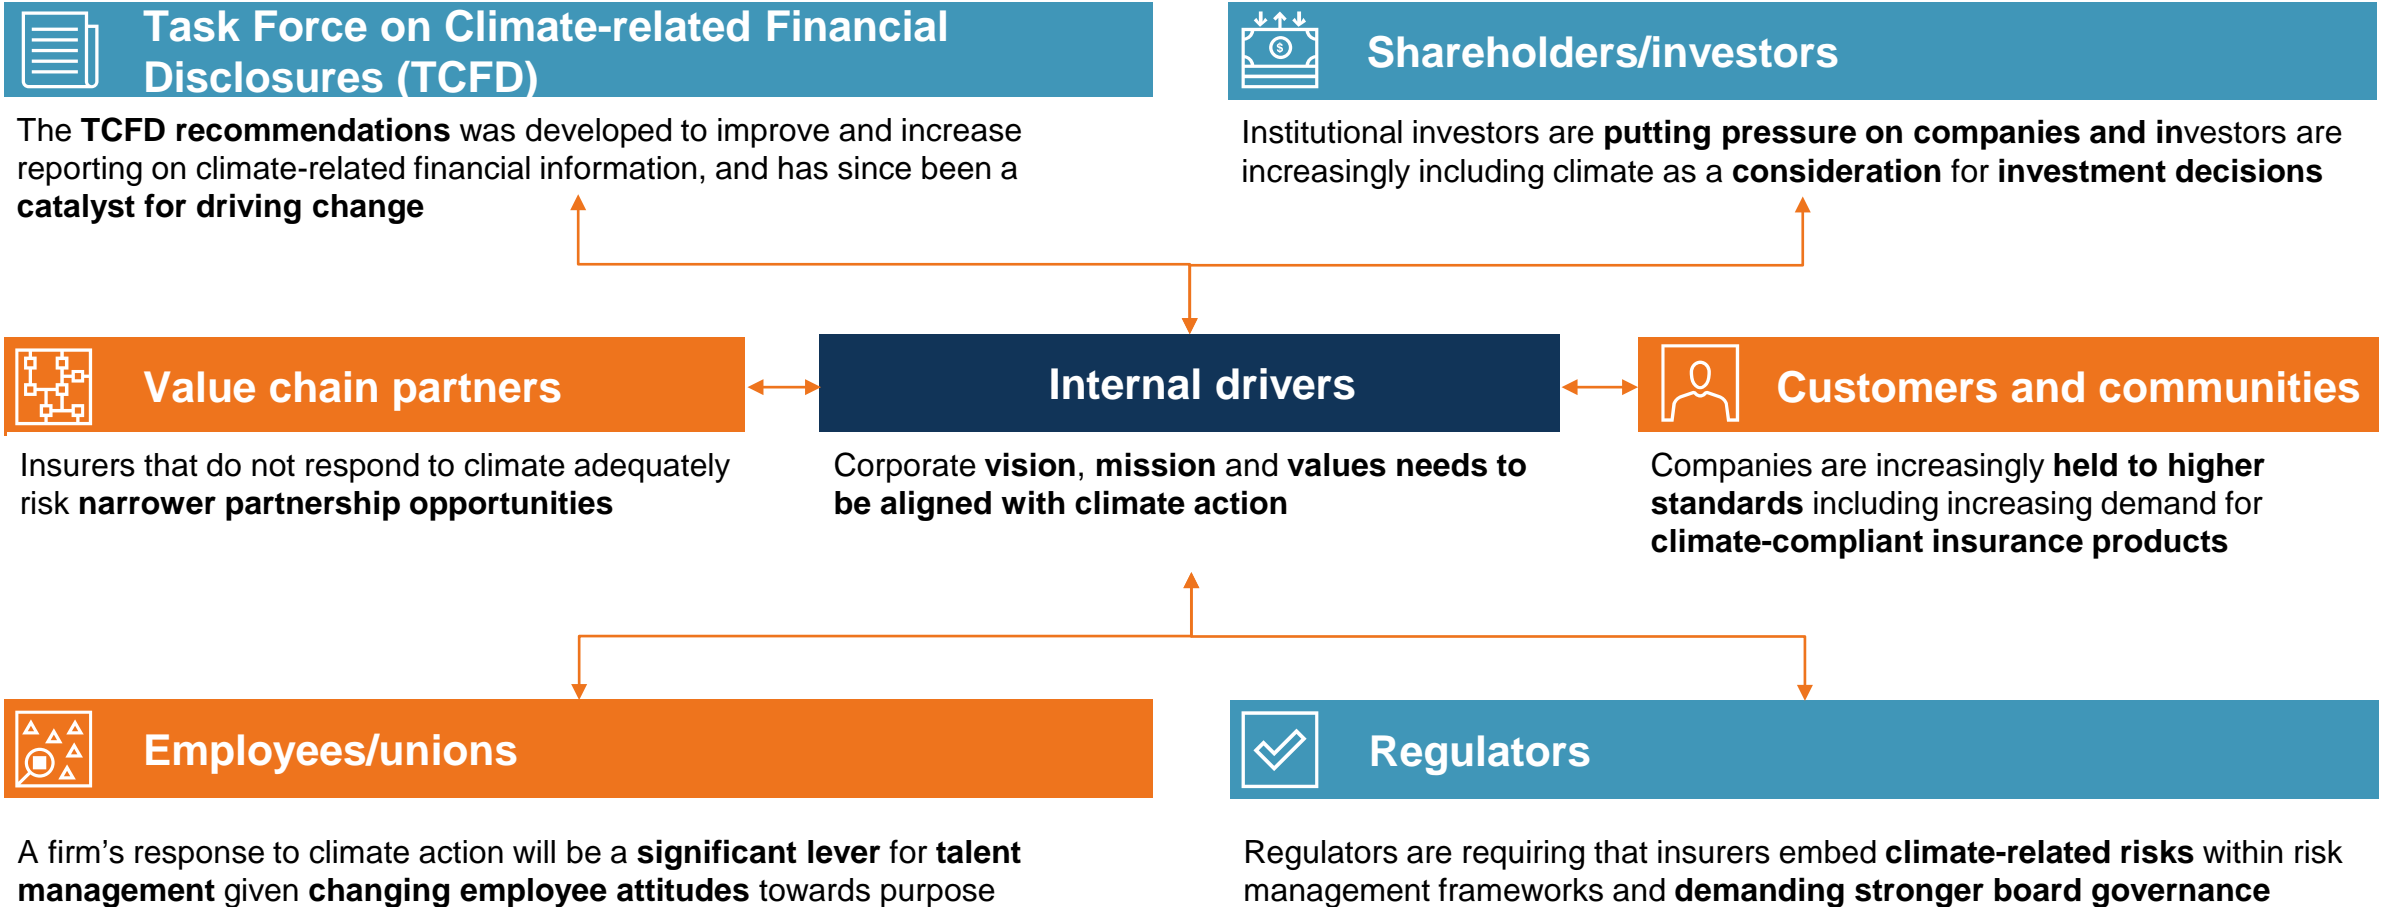 Task Force on Climate-related Financial
Disclosures (TCFD)
The TCFD recommendations was developed to improve and increase
reporting on climate-related financial information, and has since been a
catalyst for driving change
$
Shareholders/investors
Institutional investors are putting pressure on companies and investors are
increasingly including climate as a consideration for investment decisions
Value chain partners
Insurers that do not respond to climate adequately
risk narrower partnership opportunities
Internal drivers
Corporate vision, mission and values needs to
be aligned with climate action
Customers and communities
Companies are increasingly held to higher
standards including increasing demand for
climate-compliant insurance products
Employees/unions
A firm’s response to climate action will be a significant lever for talent
management given changing employee attitudes towards purpose
Regulators
Regulators are requiring that insurers embed climate-related risks within risk
management frameworks and demanding stronger board governance